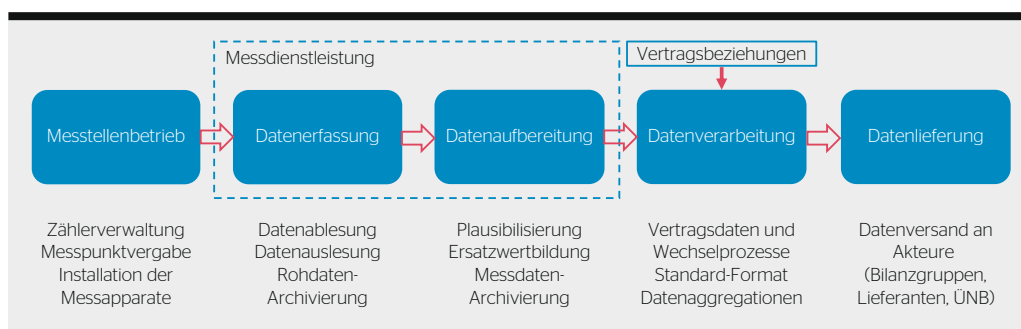 Messdienstleistung
Vertragsbeziehungen
Messtellenbetrieb
Datenerfassung
Datenaufbereitung
Datenverarbeitung
Datenlieferung
Zählerverwaltung
Messpunktvergabe
Installation der
Messapparate
Datenablesung
Datenauslesung
Rohdaten-
Archivierung
Plausibilisierung
Ersatzwertbildung
Messdaten-
Archivierung
Vertragsdaten und
Wechselprozesse
Standard-Format
Datenaggregationen
Datenversand an
Akteure
(Bilanzgruppen,
Lieferanten, ÜNB)